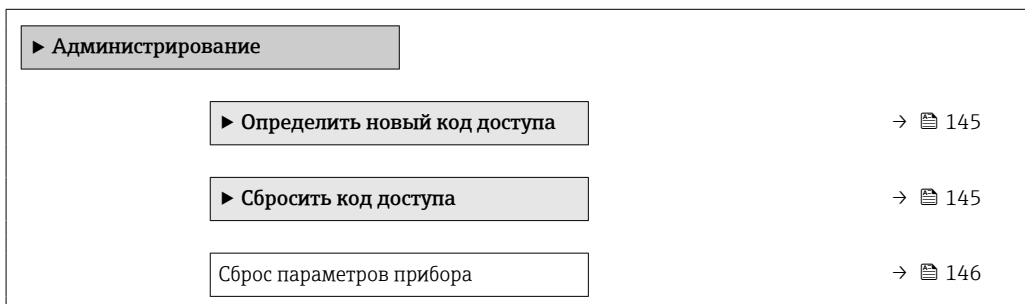 ▶ Администрирование
▶ Определить новый код доступа → 🖺 145
▶ Сбросить код доступа → 🖺 145
Сброс параметров прибора → 🖺 146